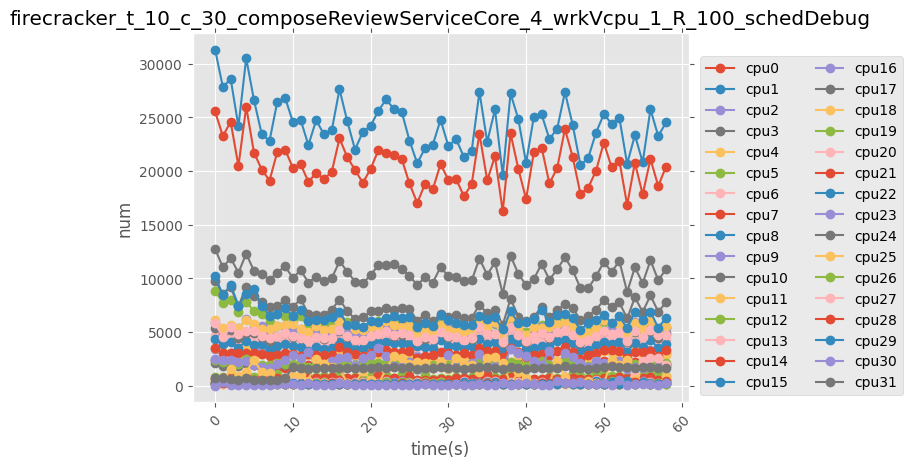 firecracker_t_10_c_30_composeReviewServiceCore_4_wrkVcpu_1_R_100_schedDebug
30000
25000
20000
15000
10000
5000
0
num
0 10 20 30 40 50 60
time(s)
cpu0 cpu16
cpu1 cpu17
cpu2 cpu18
cpu3 cpu19
cpu4 cpu20
cpu5 cpu21
cpu6 cpu22
cpu7 cpu23
cpu8 cpu24
cpu9 cpu25
cpu10 cpu26
cpu11 cpu27
cpu12 cpu28
cpu13 cpu29
cpu14 cpu30
cpu15 cpu31